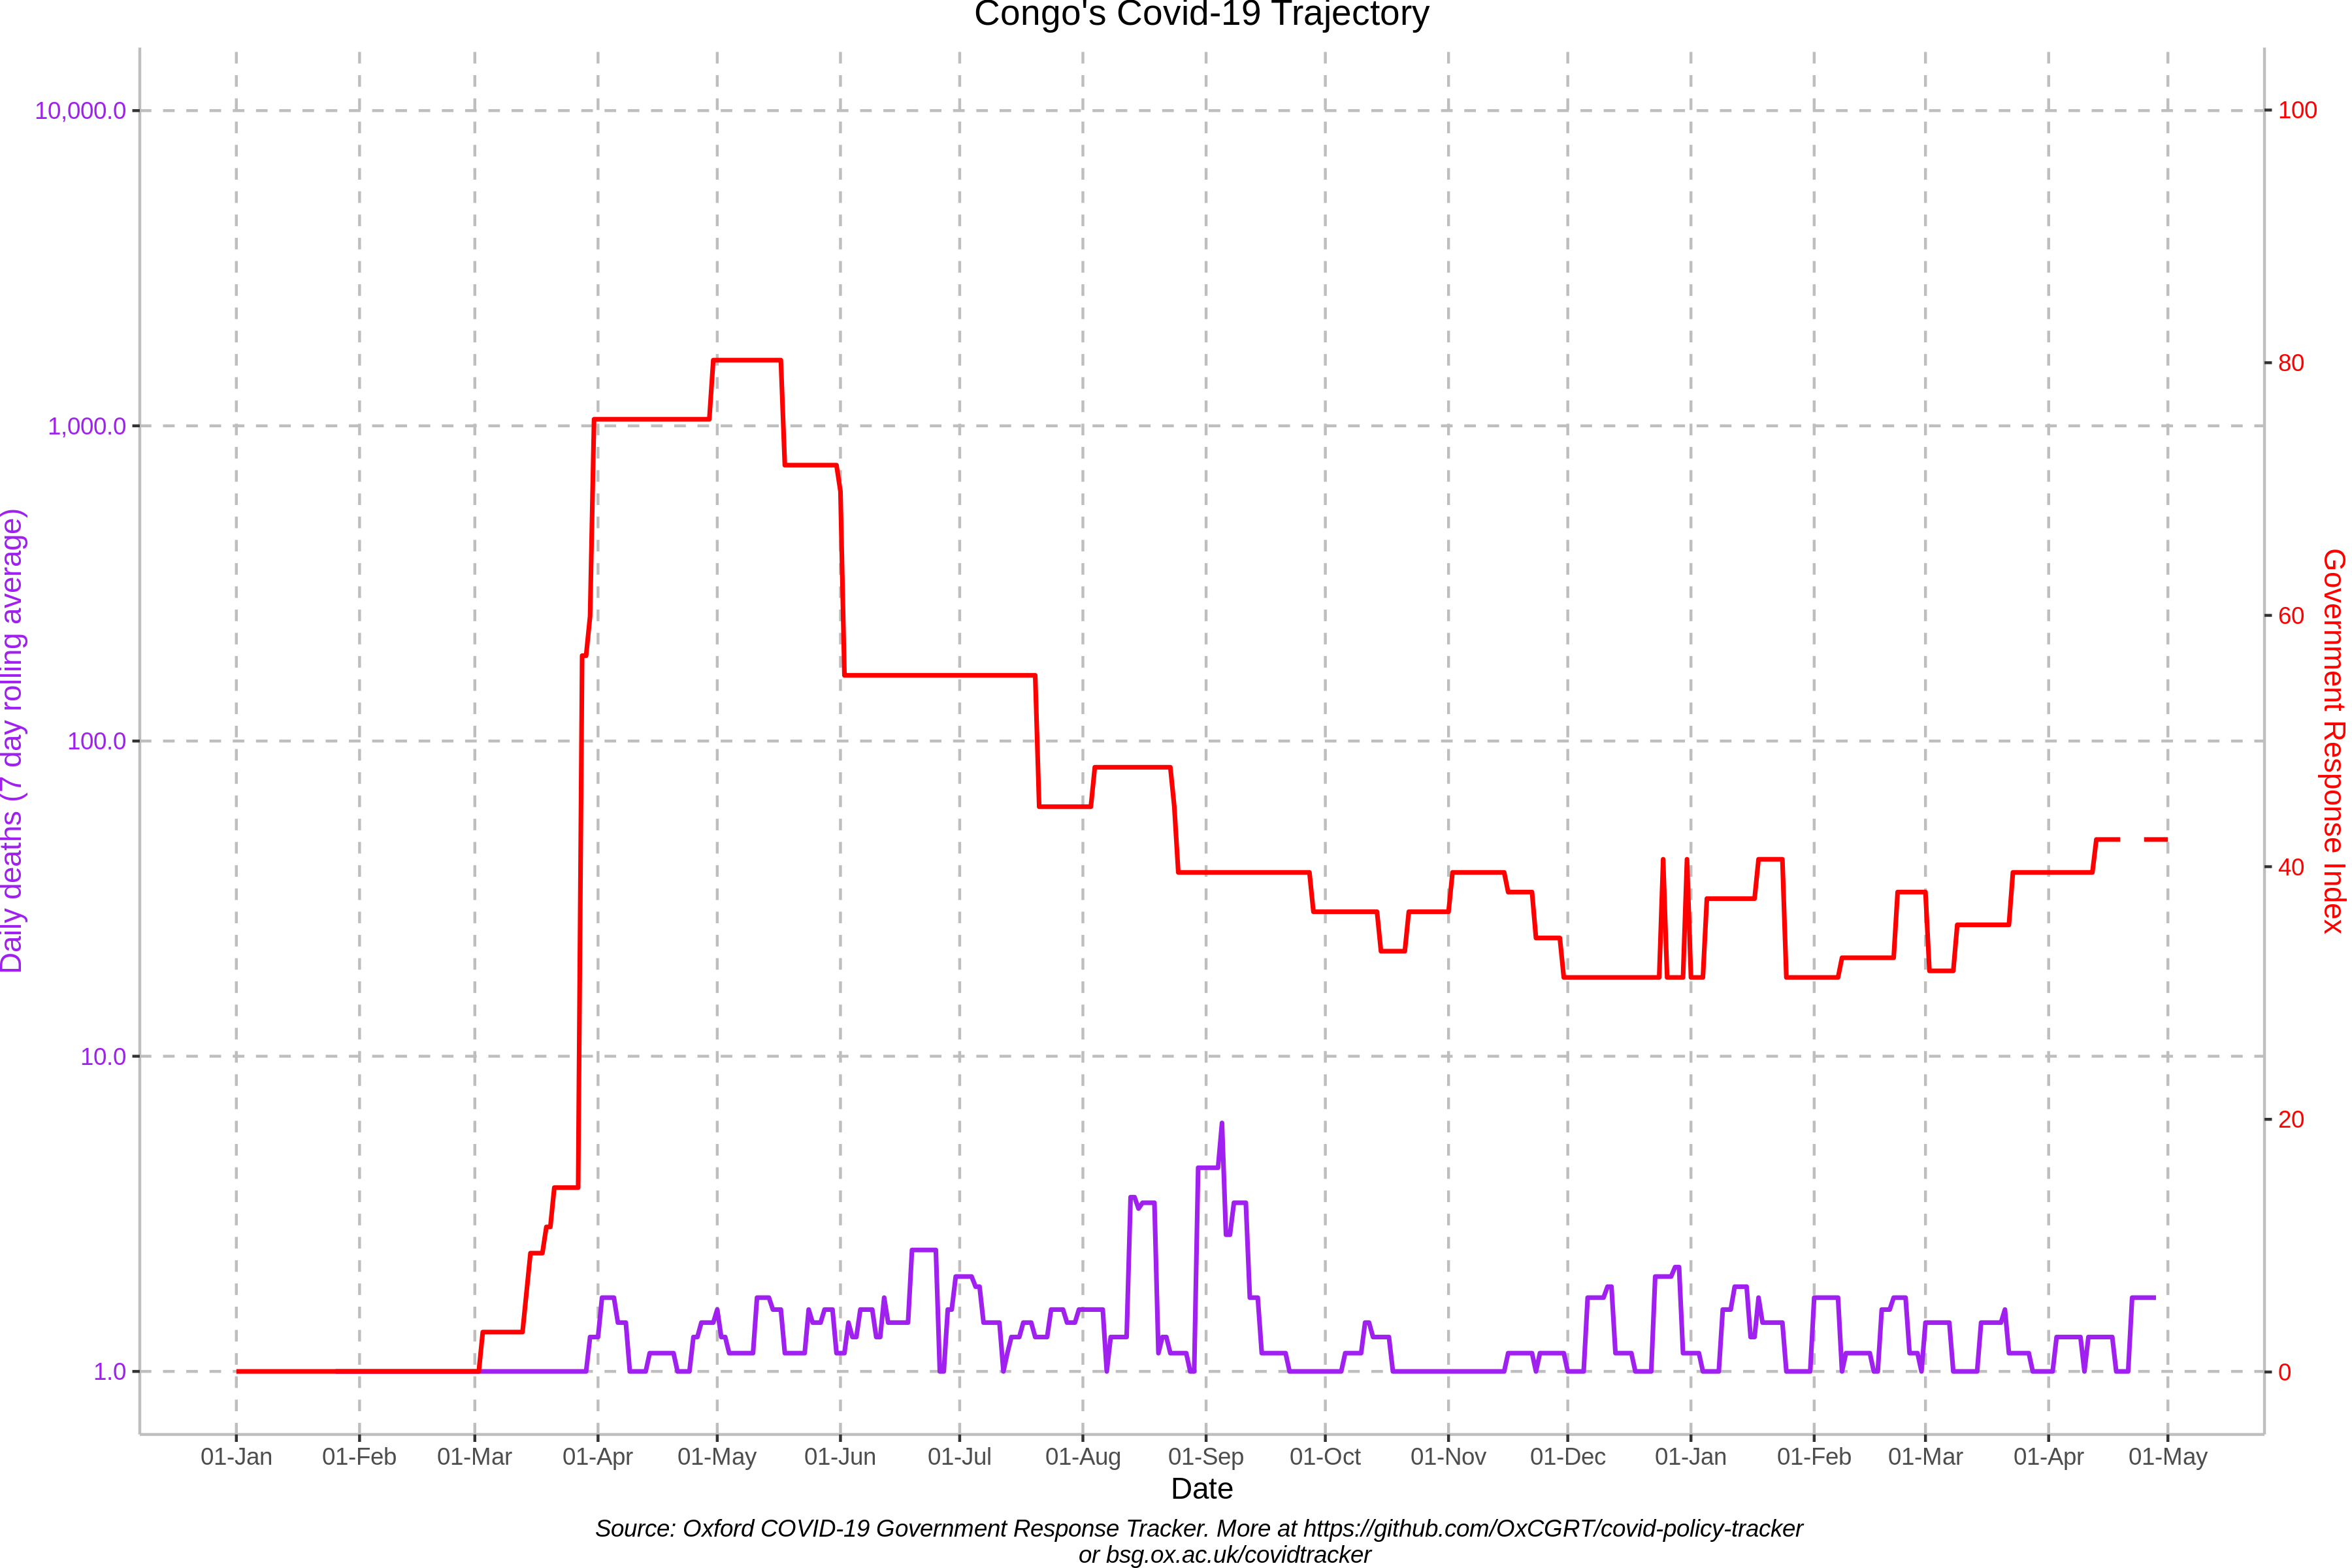 Congo's Covid-19 Trajectory
Daily deaths (7 day rolling average)
10,000.0
1,000.0
100.0
10.0
1.0
100
80
60
40
20
0
Government Response Index
01-Jan 01-Feb 01-Mar 01-Apr 01-May 01-Jun 01-Jul 01-Aug 01-Sep 01-Oct 01-Nov 01-Dec 01-Jan 01-Feb 01-Mar 01-Apr 01-May
Date
Source: Oxford COVID-19 Government Response Tracker. More at https://github.com/OxCGRT/covid-policy-tracker
or bsg.ox.ac.uk/covidtracker